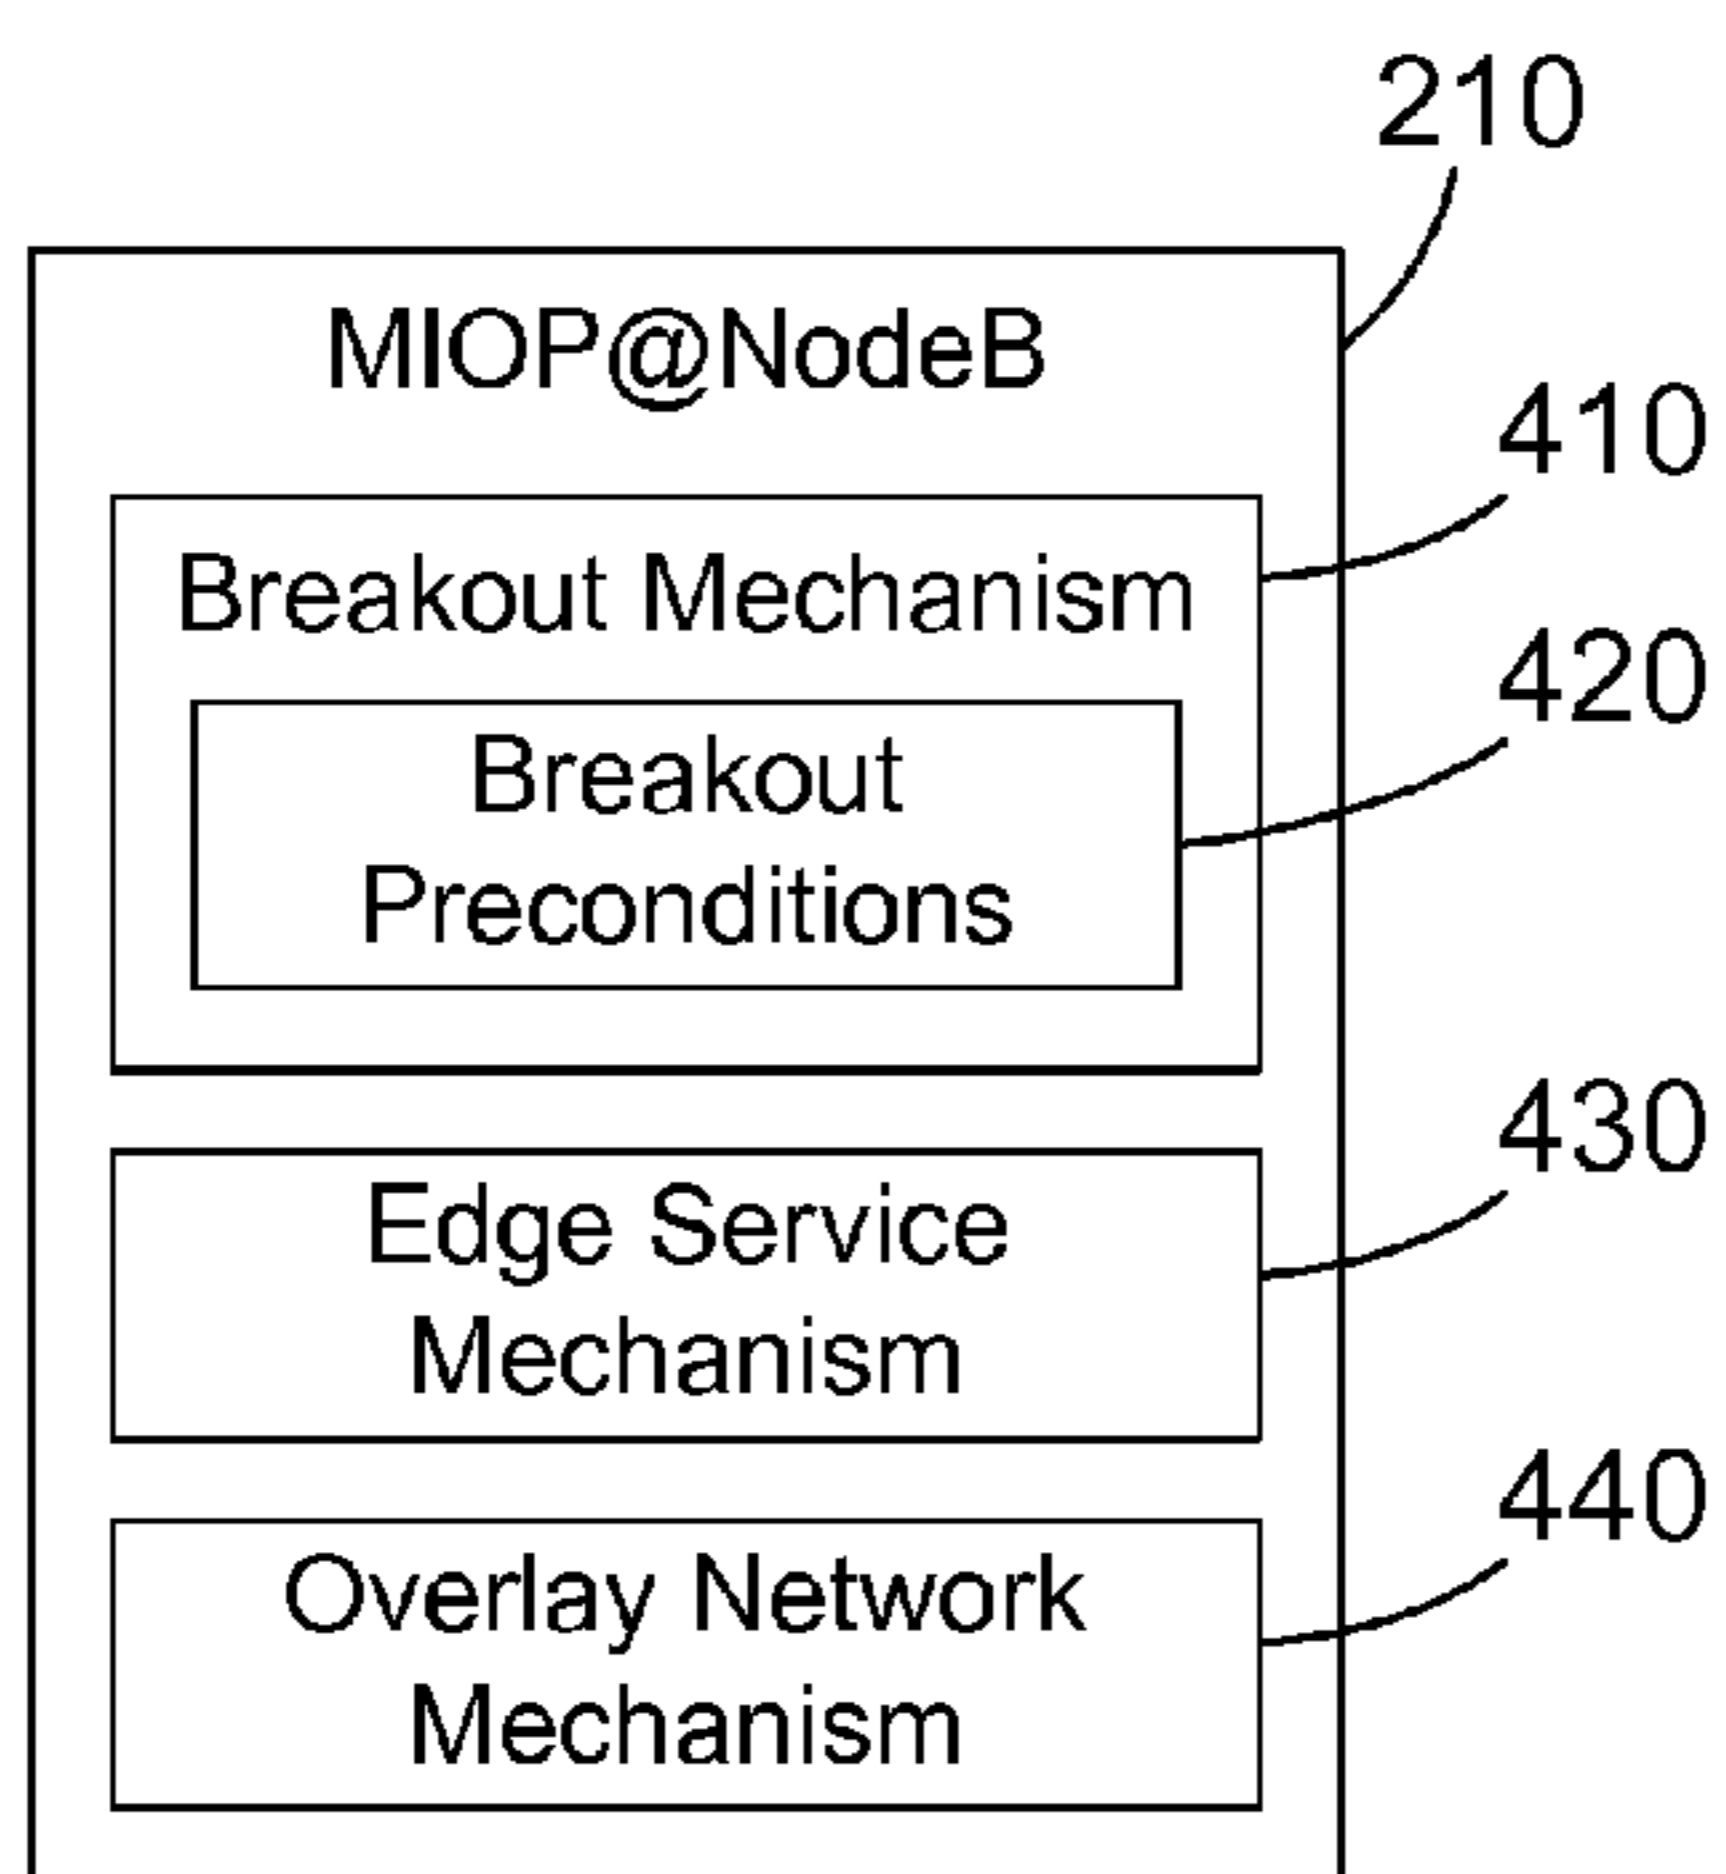 210
MIOP@NodeB
410
Breakout Mechanism
420
Breakout
Preconditions
430
Edge Service
Mechanism
440
Overlay Network
Mechanism